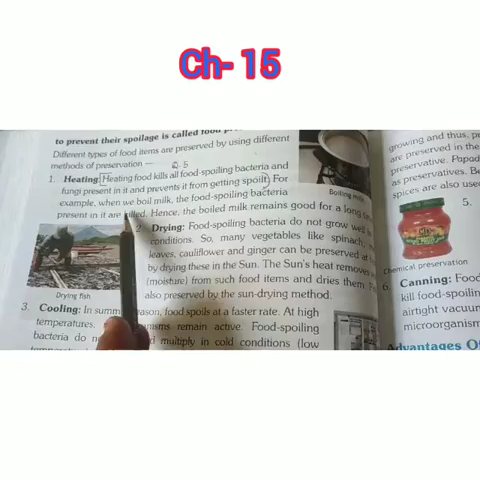 Ch- 15
to prevent their spoilage is called food
Different types of food items are preserved by using different
methods of preservation — Q.5
1. Heating: Heating food kills all food-spoiling bacteria and
fungi present in it and prevents it from getting spoilt. For
example, when we boil milk, the food-spoiling bacteria
present in it are killed. Hence, the boiled milk remains good for a long
Boiling milk
2. Drying: Food-spoiling bacteria do not grow well
conditions. So, many vegetables like spinach
leaves, cauliflower and ginger can be preserved
by drying these in the Sun. The Sun's heat removes
(moisture) from such food items and dries them
also preserved by the sun-drying method.
Drying fish
3. Cooling: In summ ason, food spoils at a faster rate. At high
temperatures, isms remain active. Food-spoiling
bacteria do multiply in cold conditions (low
growing and thus, p
are preserved in the
preservative. Papad
as preservatives. Be
spices are also use
5.
Chemical preservation
6. Canning: Food
kill food-spoilin
airtight vacuum
microorganism
Advantages O